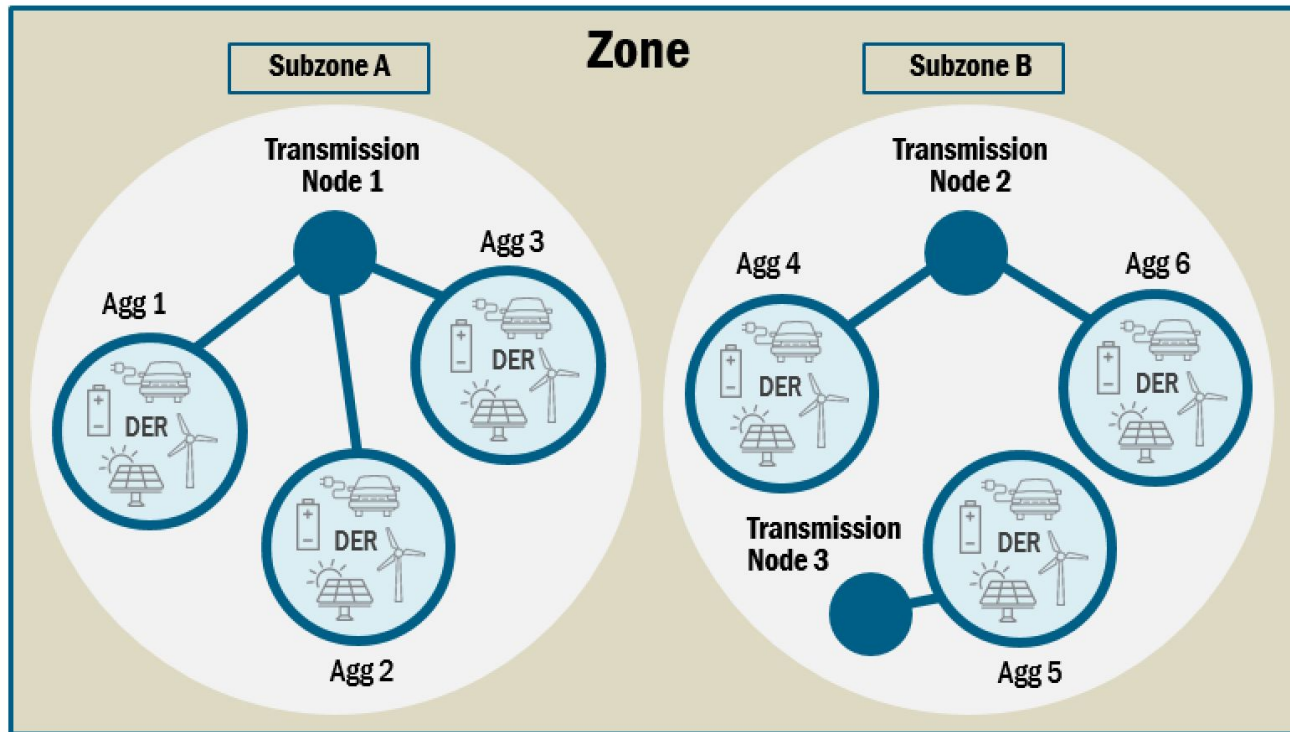 Zone
Subzone A
Transmission
Node 1
Agg 1
DER
Agg 2
DER
Agg 3
DER
Subzone B
Transmission
Node 2
Agg 4
DER
Agg 6
DER
Transmission
Node 3
Agg 5
DER